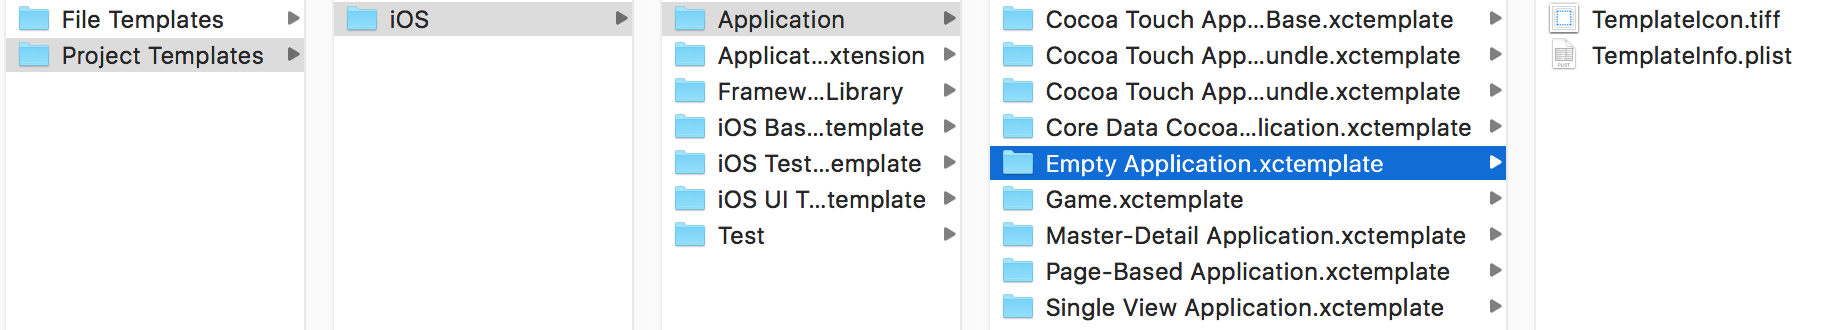 File Templates
Project Templates
iOS
Application
Applicat...xtension
Framew...Library
iOS Bas...template
iOS Test...emplate
iOS UI T...template
Test
Cocoa Touch App...Base.xctemplate
Cocoa Touch App...undle.xctemplate
Cocoa Touch App...undle.xctemplate
Core Data Cocoa...lication.xctemplate
Empty Application.xctemplate
Game.xctemplate
Master-Detail Application.xctemplate
Page-Based Application.xctemplate
Single View Application.xctemplate
TemplateIcon.tiff
PLIST
TemplateInfo.plist